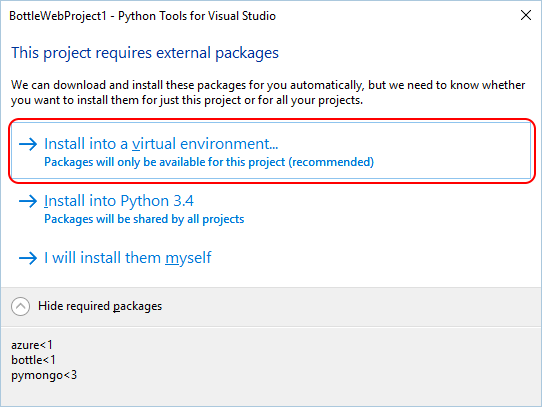 BottleWebProject1 - Python Tools for Visual Studio
This project requires external packages
We can download and install these packages for you automatically, but we need to know whether
you want to install them for just this project or for all your projects.
Install into a virtual environment...
Packages will only be available for this project (recommended)
Install into Python 3.4
Packages will be shared by all projects
I will install them myself
Hide required packages
azure<1
bottle<1
pymongo<3